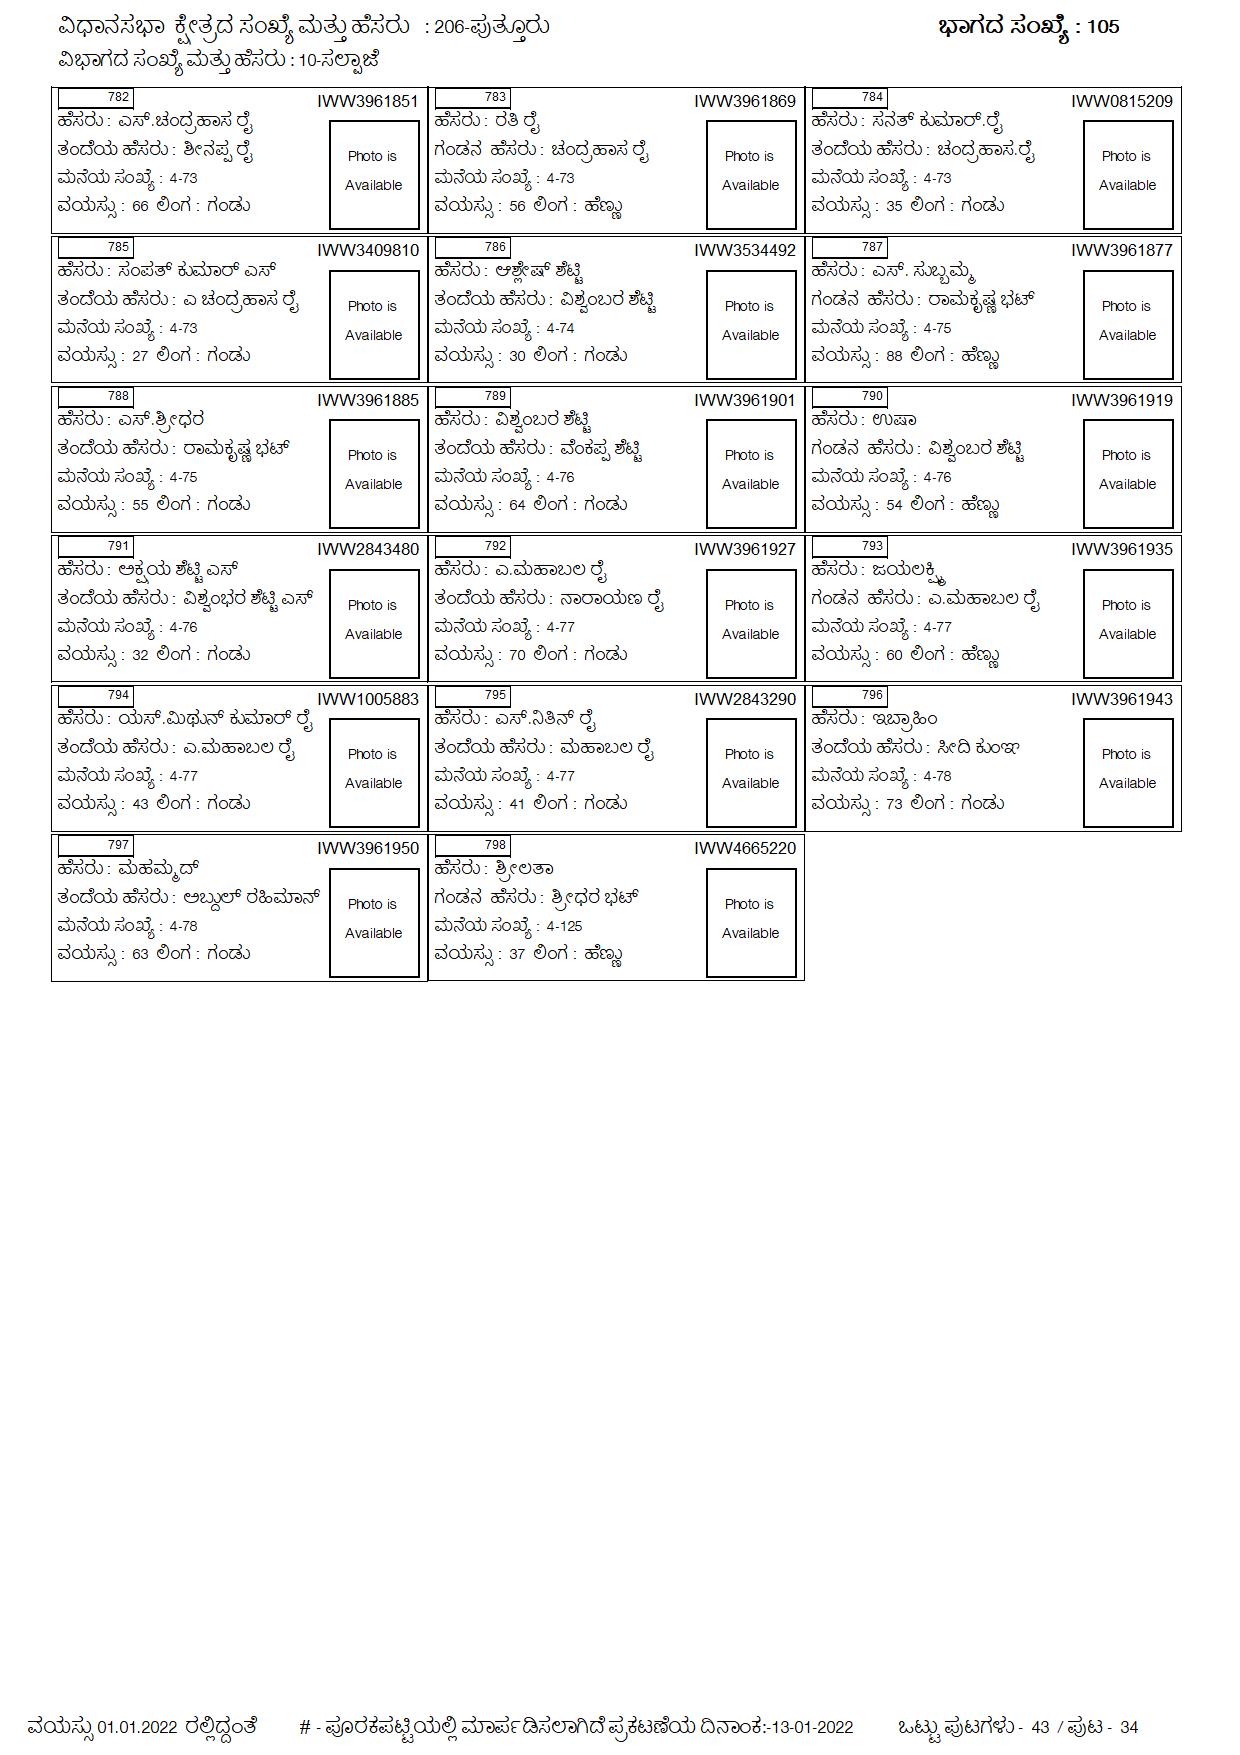 ವಿಧಾನಸಭಾ ಕ್ಷೇತ್ರದ ಸಂಖ್ಯೆ ಮತ್ತು ಹೆಸರು : 206-ಪುತ್ತೂರು
ಭಾಗದ ಸಂಖ್ಯೆ : 105
ವಿಭಾಗದ ಸಂಖ್ಯೆ ಮತ್ತು ಹೆಸರು : 10-ಸಲ್ಪಾಜೆ
782 IWW3961851
ಹೆಸರು : ಎಸ್.ಚಂದ್ರಹಾಸ ರೈ
ತಂದೆಯ ಹೆಸರು : ಶೀನಪ್ಪ ರೈ
ಮನೆಯ ಸಂಖ್ಯೆ : 4-73
ವಯಸ್ಸು : 66 ಲಿಂಗ : ಗಂಡು
Photo is
Available
783 IWW3961869
ಹೆಸರು : ರತಿ ರೈ
ಗಂಡನ ಹೆಸರು : ಚಂದ್ರಹಾಸ ರೈ
ಮನೆಯ ಸಂಖ್ಯೆ : 4-73
ವಯಸ್ಸು : 56 ಲಿಂಗ : ಹೆಣ್ಣು
Photo is
Available
784 IWW0815209
ಹೆಸರು : ಸನತ್ ಕುಮಾರ್.ರೈ
ತಂದೆಯ ಹೆಸರು : ಚಂದ್ರಹಾಸ.ರೈ
ಮನೆಯ ಸಂಖ್ಯೆ : 4-73
ವಯಸ್ಸು : 35 ಲಿಂಗ : ಗಂಡು
Photo is
Available
785 IWW3409810
ಹೆಸರು : ಸಂಪತ್ ಕುಮಾರ್ ಎಸ್
ತಂದೆಯ ಹೆಸರು : ಎ ಚಂದ್ರಹಾಸ ರೈ
ಮನೆಯ ಸಂಖ್ಯೆ : 4-73
ವಯಸ್ಸು : 27 ಲಿಂಗ : ಗಂಡು
Photo is
Available
786 IWW3534492
ಹೆಸರು : ಆಶ್ಲೇಷ್ ಶೆಟ್ಟಿ
ತಂದೆಯ ಹೆಸರು : ವಿಶ್ವಂಬರ ಶೆಟ್ಟಿ
ಮನೆಯ ಸಂಖ್ಯೆ : 4-74
ವಯಸ್ಸು : 30 ಲಿಂಗ : ಗಂಡು
Photo is
Available
787 IWW3961877
ಹೆಸರು : ಎಸ್. ಸುಬ್ಬಮ್ಮ
ಗಂಡನ ಹೆಸರು : ರಾಮಕೃಷ್ಣ ಭಟ್
ಮನೆಯ ಸಂಖ್ಯೆ : 4-75
ವಯಸ್ಸು : 88 ಲಿಂಗ : ಹೆಣ್ಣು
Photo is
Available
788 IWW3961885
ಹೆಸರು : ಎಸ್.ಶ್ರೀಧರ
ತಂದೆಯ ಹೆಸರು : ರಾಮಕೃಷ್ಣ ಭಟ್
ಮನೆಯ ಸಂಖ್ಯೆ : 4-75
ವಯಸ್ಸು : 55 ಲಿಂಗ : ಗಂಡು
Photo is
Available
789 IWW3961901
ಹೆಸರು : ವಿಶ್ವಂಬರ ಶೆಟ್ಟಿ
ತಂದೆಯ ಹೆಸರು : ವೆಂಕಪ್ಪ ಶೆಟ್ಟಿ
ಮನೆಯ ಸಂಖ್ಯೆ : 4-76
ವಯಸ್ಸು : 64 ಲಿಂಗ : ಗಂಡು
Photo is
Available
790 IWW3961919
ಹೆಸರು : ಉಷಾ
ಗಂಡನ ಹೆಸರು : ವಿಶ್ವಂಬರ ಶೆಟ್ಟಿ
ಮನೆಯ ಸಂಖ್ಯೆ : 4-76
ವಯಸ್ಸು : 54 ಲಿಂಗ : ಹೆಣ್ಣು
Photo is
Available
791 IWW2843480
ಹೆಸರು : ಅಕ್ಷಯ ಶೆಟ್ಟಿ ಎಸ್
ತಂದೆಯ ಹೆಸರು : ವಿಶ್ವಂಭರ ಶೆಟ್ಟಿ ಎಸ್
ಮನೆಯ ಸಂಖ್ಯೆ : 4-76
ವಯಸ್ಸು : 32 ಲಿಂಗ : ಗಂಡು
Photo is
Available
792 IWW3961927
ಹೆಸರು : ಎ.ಮಹಾಬಲ ರೈ
ತಂದೆಯ ಹೆಸರು : ನಾರಾಯಣ ರೈ
ಮನೆಯ ಸಂಖ್ಯೆ : 4-77
ವಯಸ್ಸು : 70 ಲಿಂಗ : ಗಂಡು
Photo is
Available
793 IWW3961935
ಹೆಸರು : ಜಯಲಕ್ಷ್ಮಿ
ಗಂಡನ ಹೆಸರು : ಎ.ಮಹಾಬಲ ರೈ
ಮನೆಯ ಸಂಖ್ಯೆ : 4-77
ವಯಸ್ಸು : 60 ಲಿಂಗ : ಹೆಣ್ಣು
Photo is
Available
794 IWW1005883
ಹೆಸರು : ಯಸ್.ಮಿಥುನ್ ಕುಮಾರ್ ರೈ
ತಂದೆಯ ಹೆಸರು : ಎ.ಮಹಾಬಲ ರೈ
ಮನೆಯ ಸಂಖ್ಯೆ : 4-77
ವಯಸ್ಸು : 43 ಲಿಂಗ : ಗಂಡು
Photo is
Available
795 IWW2843290
ಹೆಸರು : ಎಸ್.ನಿತಿನ್ ರೈ
ತಂದೆಯ ಹೆಸರು : ಮಹಾಬಲ ರೈ
ಮನೆಯ ಸಂಖ್ಯೆ : 4-77
ವಯಸ್ಸು : 41 ಲಿಂಗ : ಗಂಡು
Photo is
Available
796 IWW3961943
ಹೆಸರು : ಇಬ್ರಾಹಿಂ
ತಂದೆಯ ಹೆಸರು : ಸೀದಿ ಕುಂಞ
ಮನೆಯ ಸಂಖ್ಯೆ : 4-78
ವಯಸ್ಸು : 73 ಲಿಂಗ : ಗಂಡು
Photo is
Available
797 IWW3961950
ಹೆಸರು : ಮಹಮ್ಮದ್
ತಂದೆಯ ಹೆಸರು : ಅಬ್ದುಲ್ ರಹಿಮಾನ್
ಮನೆಯ ಸಂಖ್ಯೆ : 4-78
ವಯಸ್ಸು : 63 ಲಿಂಗ : ಗಂಡು
Photo is
Available
798 IWW4665220
ಹೆಸರು : ಶ್ರೀಲತಾ
ಗಂಡನ ಹೆಸರು : ಶ್ರೀಧರ ಭಟ್
ಮನೆಯ ಸಂಖ್ಯೆ : 4-125
ವಯಸ್ಸು : 37 ಲಿಂಗ : ಹೆಣ್ಣು
Photo is
Available
ವಯಸ್ಸು 01.01.2022 ರಲ್ಲಿದ್ದಂತೆ # - ಪೂರಕಪಟ್ಟಿಯಲ್ಲಿ ಮಾರ್ಪಡಿಸಲಾಗಿದೆ ಪ್ರಕಟಣೆಯ ದಿನಾಂಕ:-13-01-2022 ಒಟ್ಟು ಪುಟಗಳು - 43 / ಪುಟ - 34